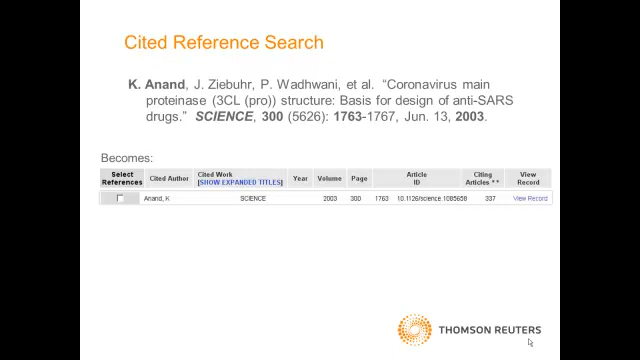 Cited Reference Search
K. Anand, J. Ziebuhr, P. Wadhwani, et al. “Coronavirus main
proteinase (3CL (pro)) structure: Basis for design of anti-SARS
drugs.” SCIENCE, 300 (5626): 1763-1767, Jun. 13, 2003.
Becomes:
Select References Cited Author Cited Work [SHOW EXPANDED TITLES] Year Volume Page Article ID Citing Articles ** View Record
Anand, K SCIENCE 2003 300 1763 10.1126/science.1085658 337 View Record
THOMSON REUTERS